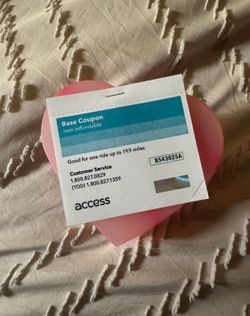 Base Coupon
non-refundable
Good for one ride up to 19.9 miles
BS43025A
Customer Service
1.800.827.0829
(TDD) 1.800.827.1359
access